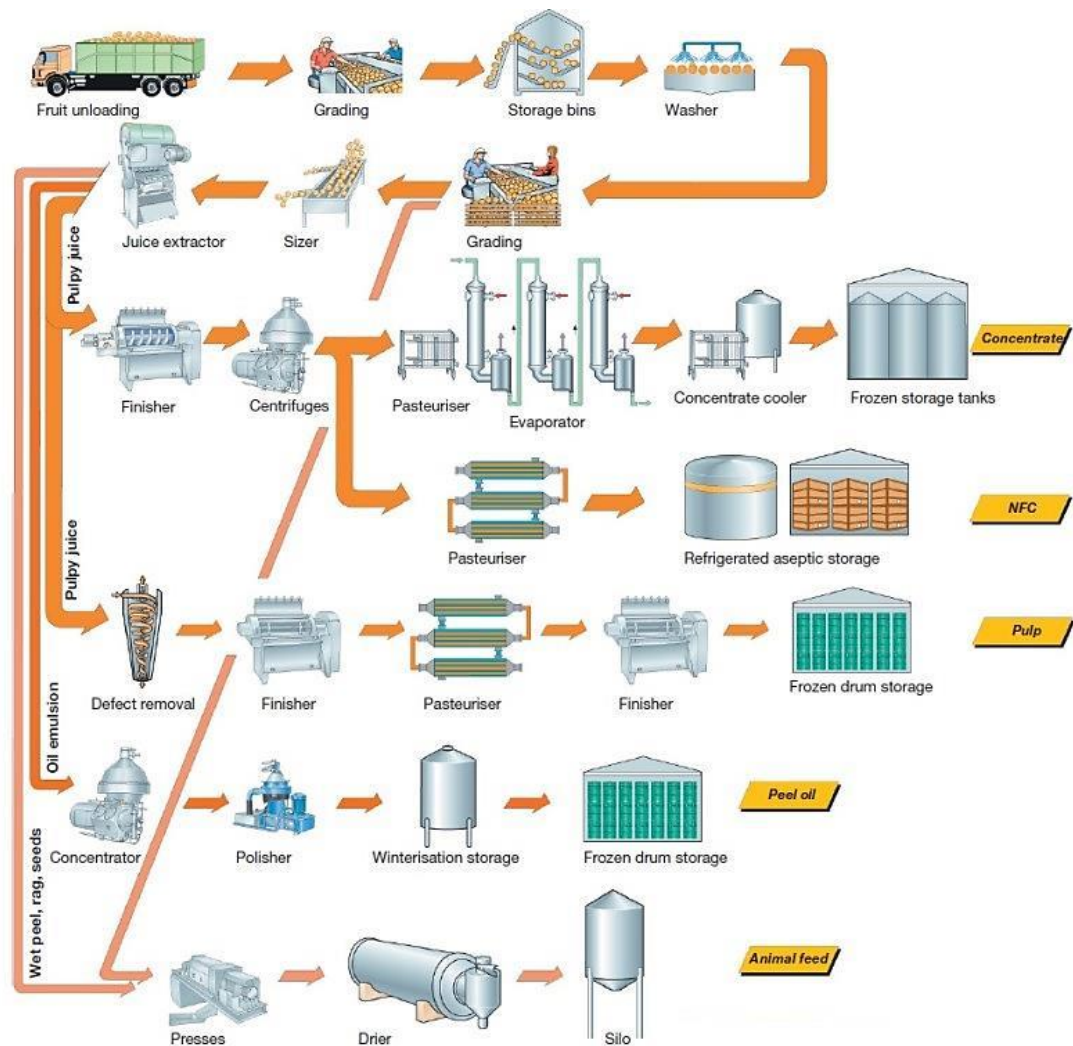 Fruit unloading
Grading
Storage bins
Washer
Juice extractor
Sizer
Grading
Pulpy juice
Finisher
Centrifuges
Pasteuriser
Evaporator
Concentrate cooler
Frozen storage tanks
Concentrate
Pasteuriser
Refrigerated aseptic storage
NFC
Pulpy juice
Defect removal
Finisher
Pasteuriser
Finisher
Frozen drum storage
Pulp
Oil emulsion
Concentrator
Polisher
Winterisation storage
Frozen drum storage
Peel oil
Wet peel, rag, seeds
Presses
Drier
Silo
Animal feed